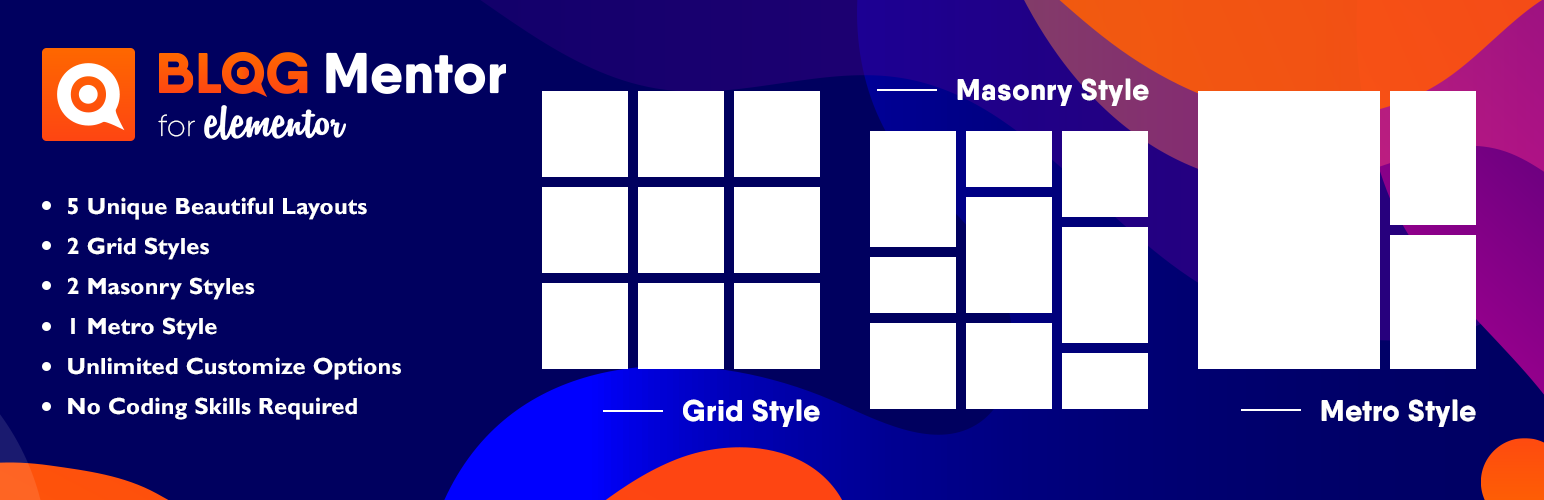 BLOG Mentor
for elementor
• 5 Unique Beautiful Layouts
• 2 Grid Styles
• 2 Masonry Styles
• 1 Metro Style
• Unlimited Customize Options
• No Coding Skills Required
Grid Style
Masonry Style
Metro Style